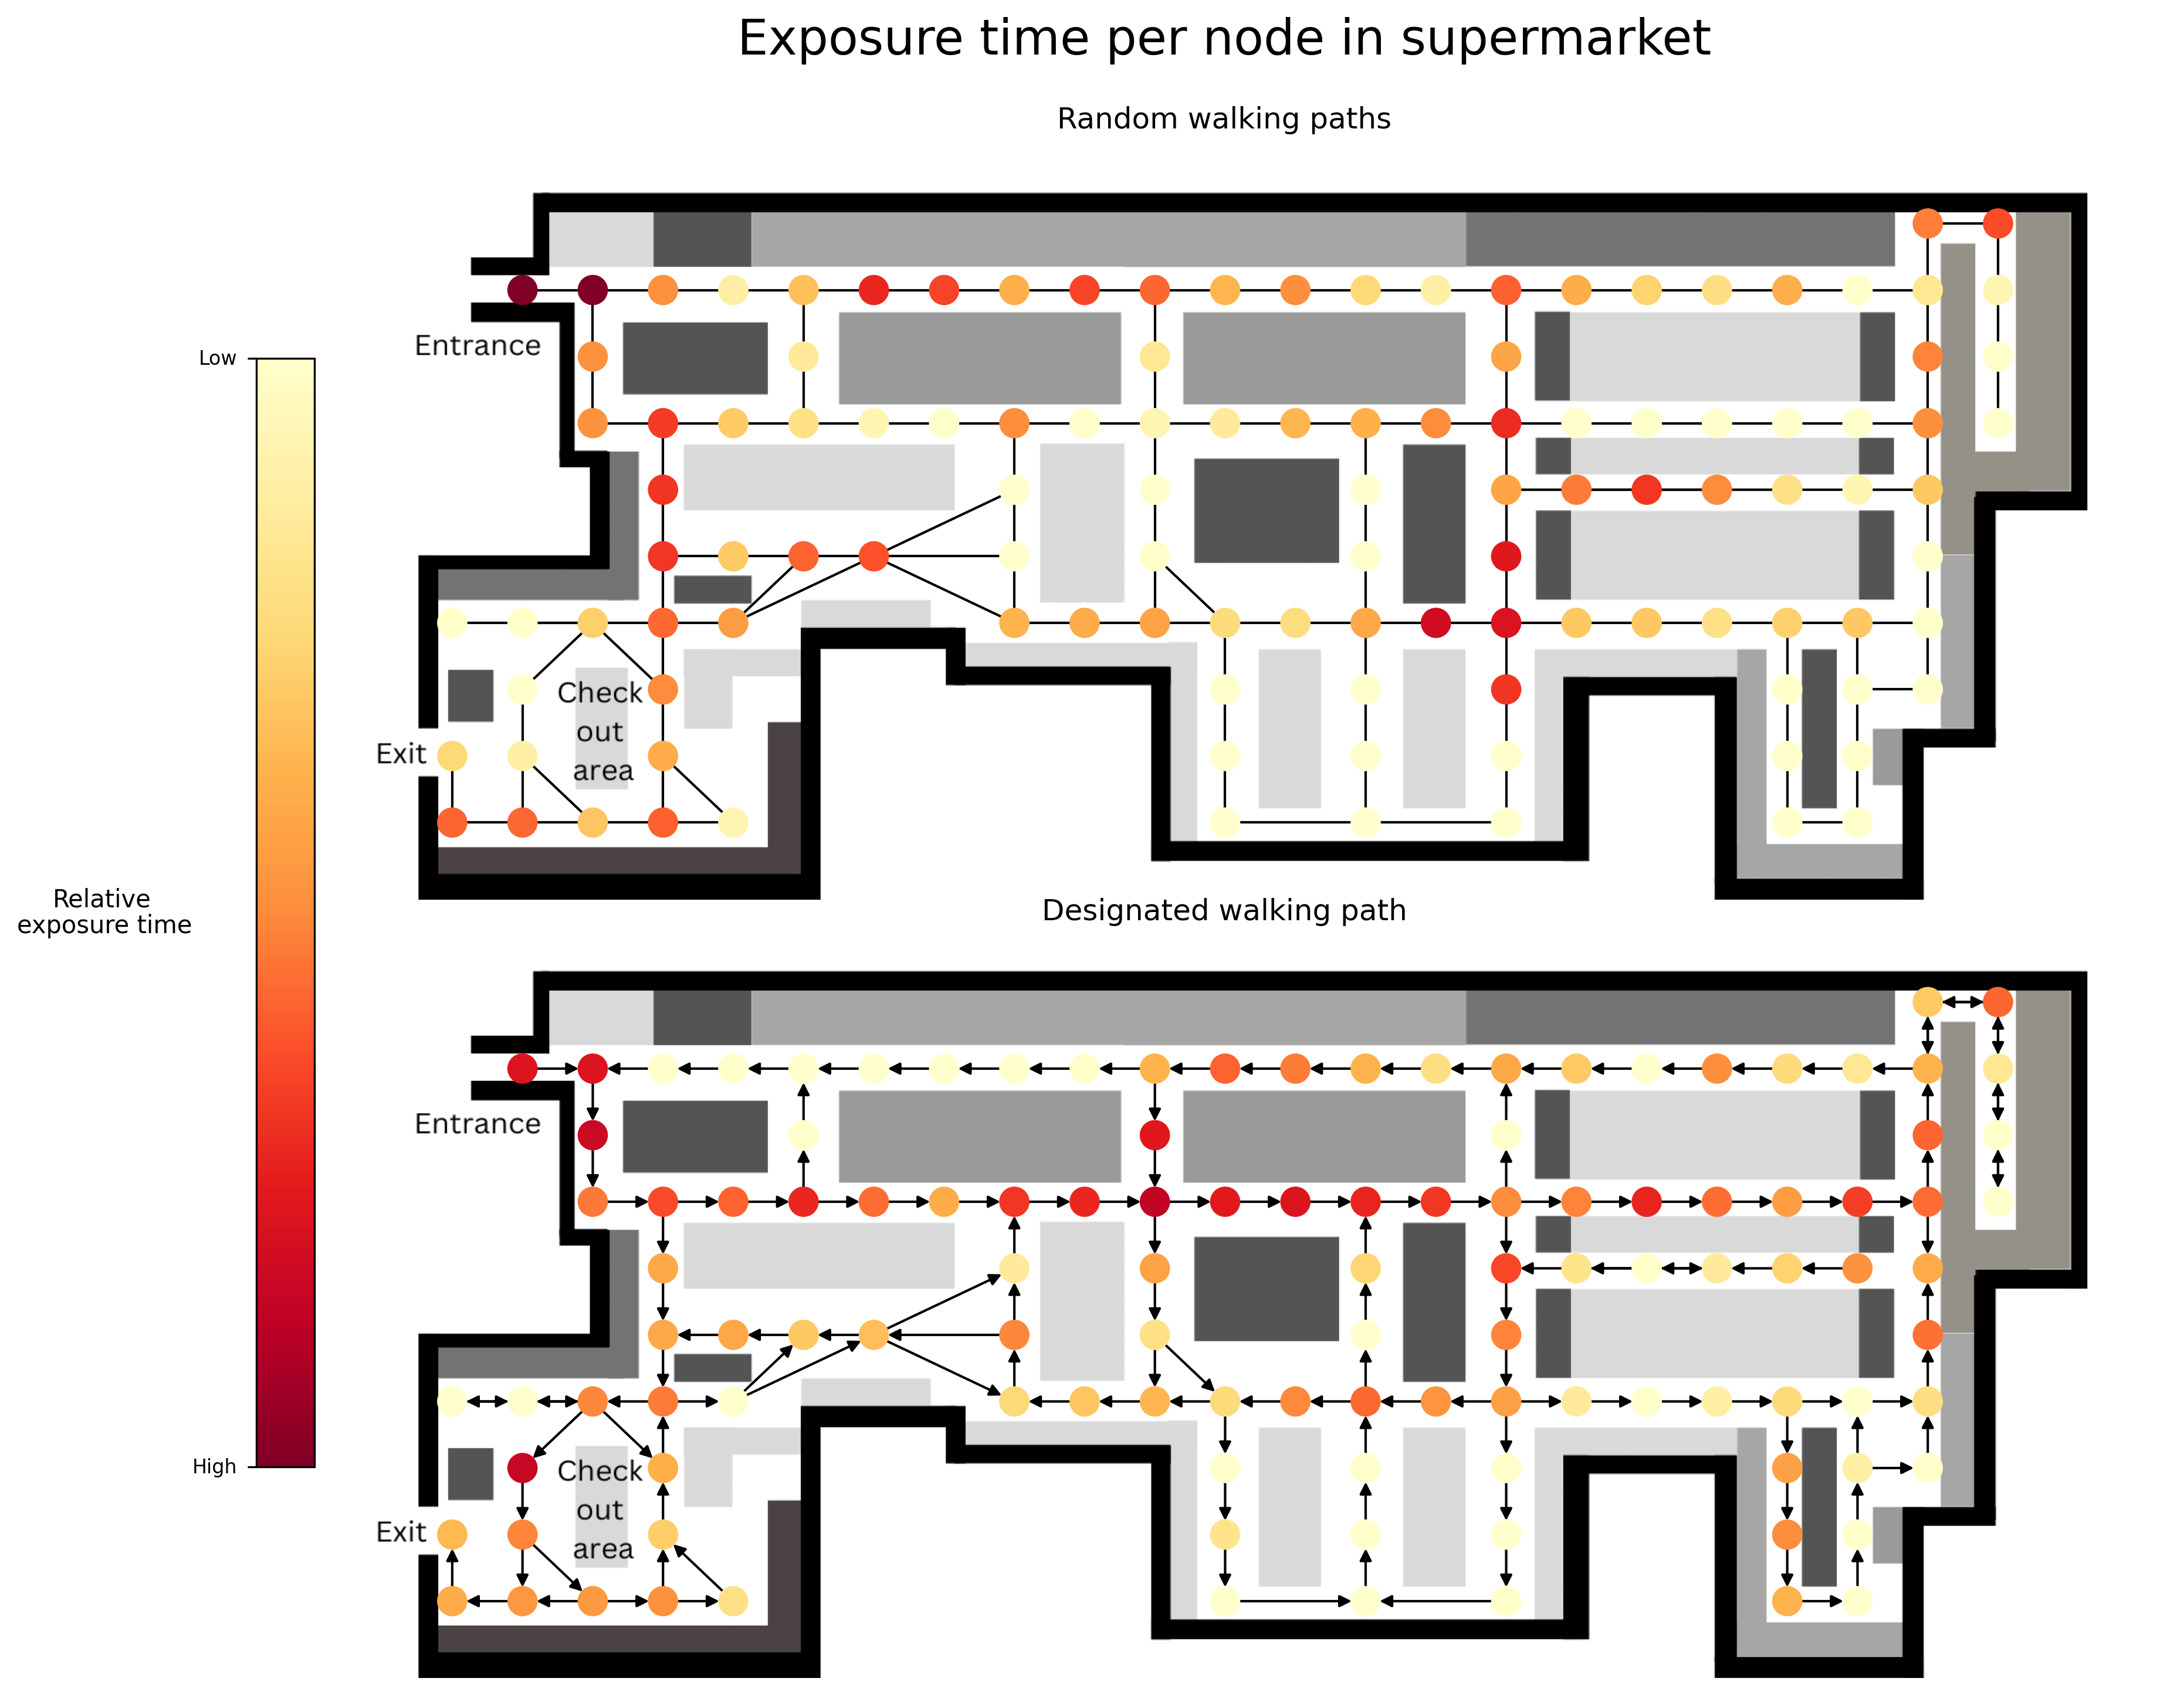 Exposure time per node in supermarket
Random walking paths
Entrance
Low
Check
out
area
Exit
Relative
exposure time
Designated walking path
Entrance
High
Check
out
area
Exit